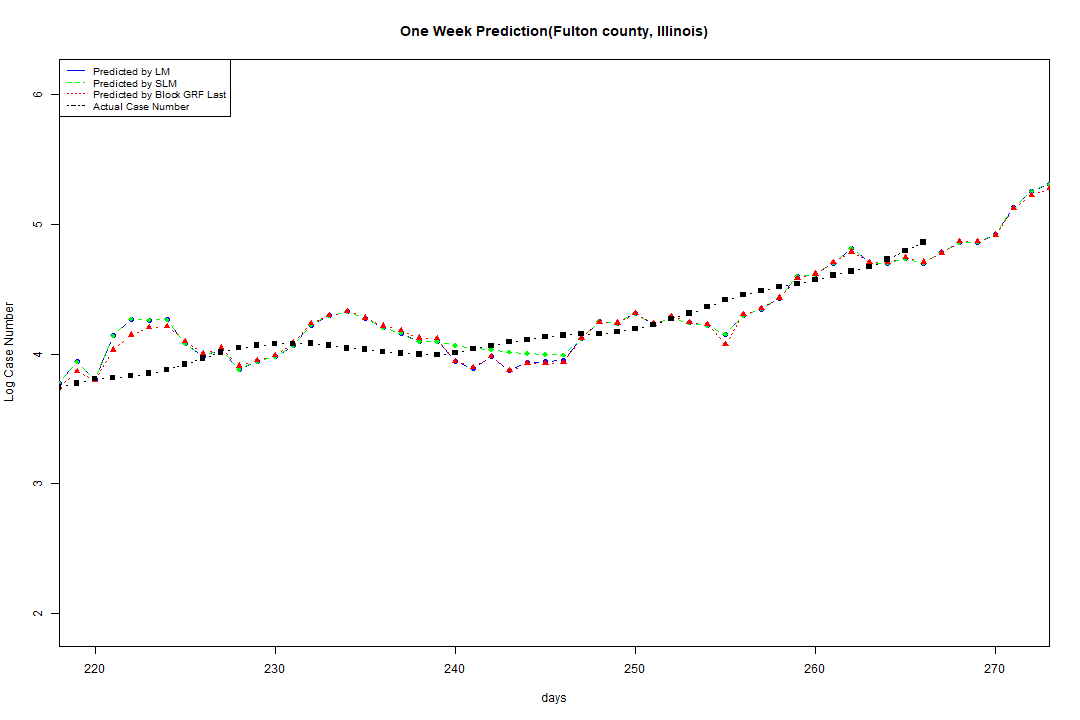 One Week Prediction(Fulton county, Illinois)
Predicted by LM
Predicted by SLM
Predicted by Block GRF Last
Actual Case Number
6
5
4
3
2
Log Case Number
220 230 240 250 260 270
days